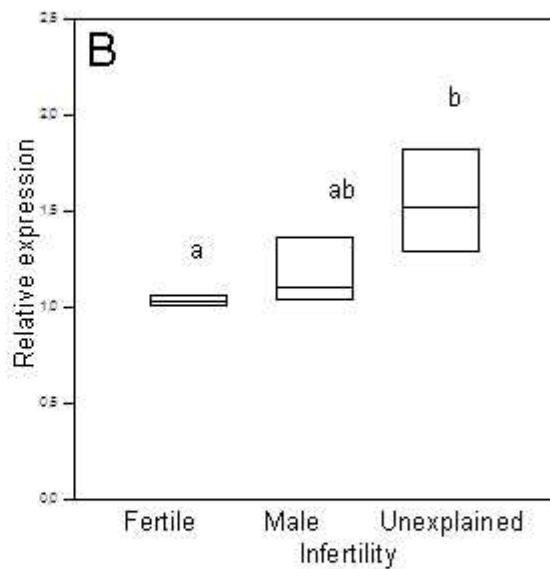 B
2.5
2.0
1.5
1.0
0.5
0.0
Relative expression
a
ab
b
Fertile Male Unexplained
Infertility